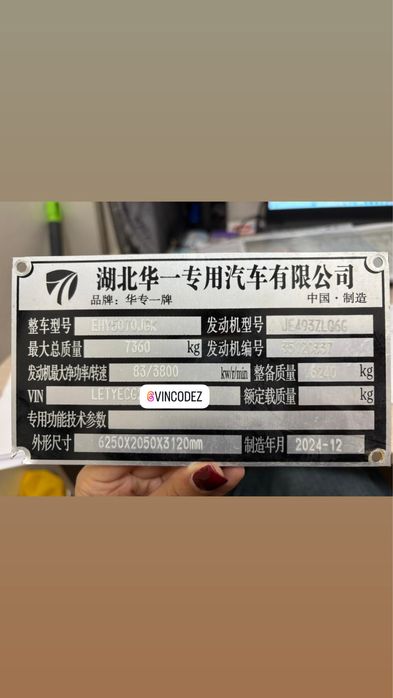 湖北华一专用汽车有限公司
品牌：华专一牌 中国·制造
整车型号 EHY5070JGK 发动机型号 JE493ZLQ6G
最大总质量 7360 kg 发动机编号
发动机最大净功率/转速 83/3800 kw/r/min 整备质量 6240 kg
VIN LETYECG @VINCODEZ 额定载质量 kg
专用功能技术参数
外形尺寸 6250X2050X3120mm 制造年月 2024-12